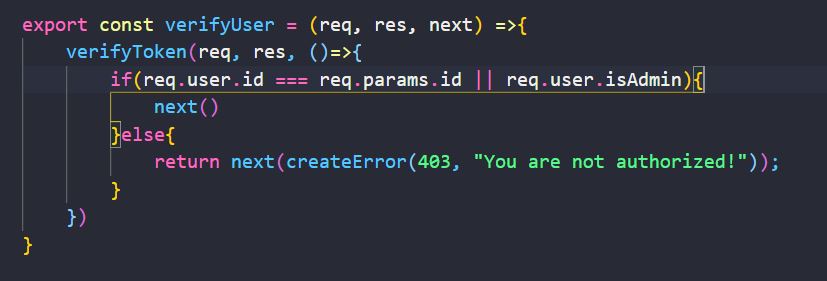 export const verifyUser = (req, res, next) =>{
    verifyToken(req, res, ()=>{
        if(req.user.id === req.params.id || req.user.isAdmin){
            next()
        }else{
            return next(createError(403, "You are not authorized!"));
        }
    })
}